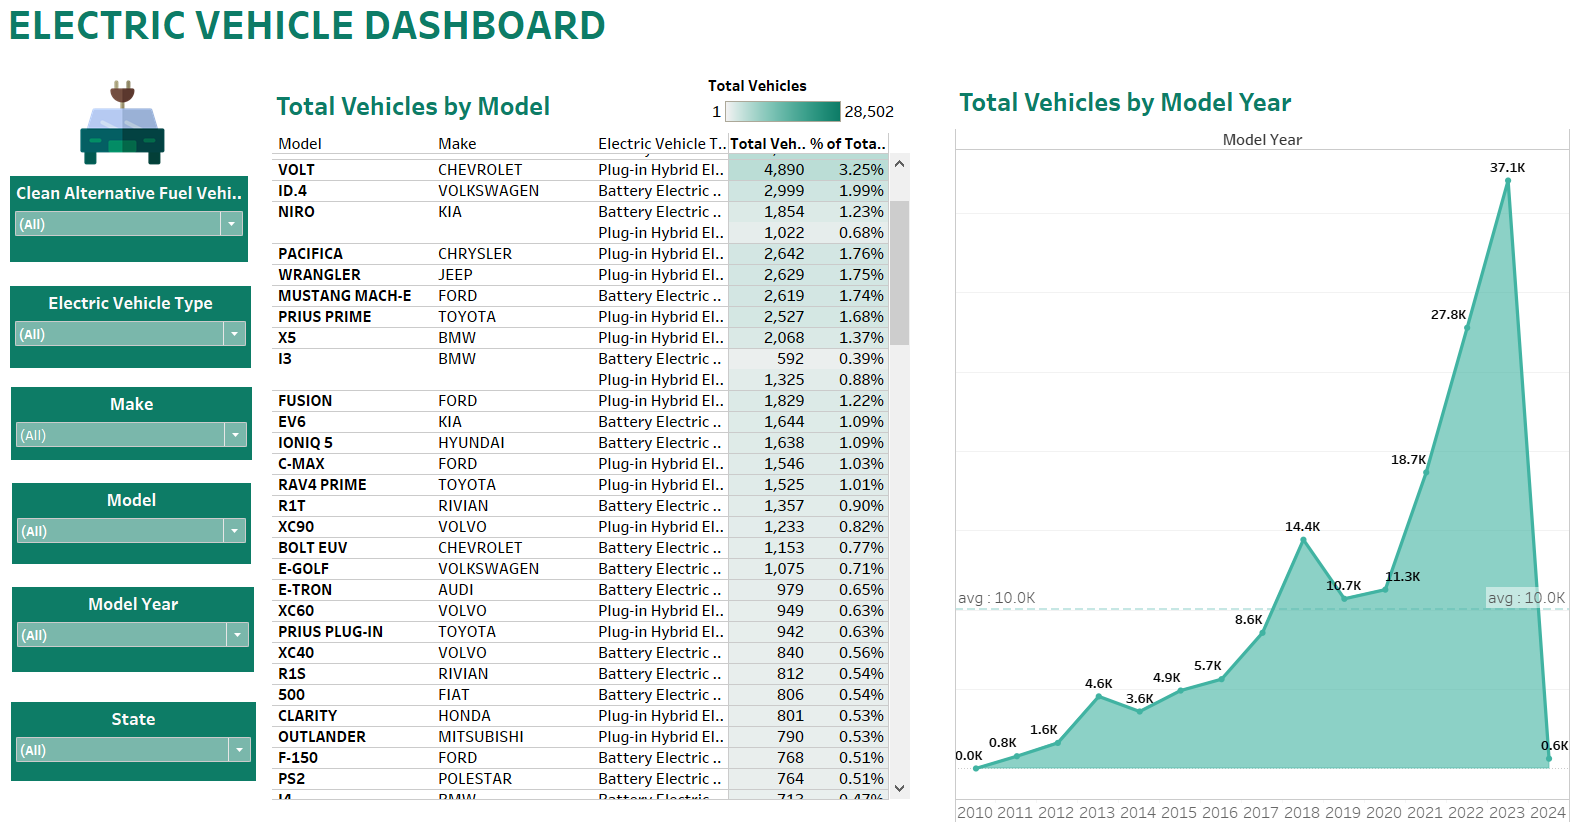 ELECTRIC VEHICLE DASHBOARD
Clean Alternative Fuel Vehi..
(All)
Electric Vehicle Type
(All)
Make
(All)
Model
(All)
Model Year
(All)
State
(All)
Total Vehicles by Model
Total Vehicles
1 28,502
Model Make Electric Vehicle T.. Total Veh.. % of Tota..
VOLT CHEVROLET Plug-in Hybrid El.. 4,890 3.25%
ID.4 VOLKSWAGEN Battery Electric .. 2,999 1.99%
NIRO KIA Battery Electric .. 1,854 1.23%
Plug-in Hybrid El.. 1,022 0.68%
PACIFICA CHRYSLER Plug-in Hybrid El.. 2,642 1.76%
WRANGLER JEEP Plug-in Hybrid El.. 2,629 1.75%
MUSTANG MACH-E FORD Battery Electric .. 2,619 1.74%
PRIUS PRIME TOYOTA Plug-in Hybrid El.. 2,527 1.68%
X5 BMW Plug-in Hybrid El.. 2,068 1.37%
I3 BMW Battery Electric .. 592 0.39%
Plug-in Hybrid El.. 1,325 0.88%
FUSION FORD Plug-in Hybrid El.. 1,829 1.22%
EV6 KIA Battery Electric .. 1,644 1.09%
IONIQ 5 HYUNDAI Battery Electric .. 1,638 1.09%
C-MAX FORD Plug-in Hybrid El.. 1,546 1.03%
RAV4 PRIME TOYOTA Plug-in Hybrid El.. 1,525 1.01%
R1T RIVIAN Battery Electric .. 1,357 0.90%
XC90 VOLVO Plug-in Hybrid El.. 1,233 0.82%
BOLT EUV CHEVROLET Battery Electric .. 1,153 0.77%
E-GOLF VOLKSWAGEN Battery Electric .. 1,075 0.71%
E-TRON AUDI Battery Electric .. 979 0.65%
XC60 VOLVO Plug-in Hybrid El.. 949 0.63%
PRIUS PLUG-IN TOYOTA Plug-in Hybrid El.. 942 0.63%
XC40 VOLVO Battery Electric .. 840 0.56%
R1S RIVIAN Battery Electric .. 812 0.54%
500 FIAT Battery Electric .. 806 0.54%
CLARITY HONDA Plug-in Hybrid El.. 801 0.53%
OUTLANDER MITSUBISHI Plug-in Hybrid El.. 790 0.53%
F-150 FORD Battery Electric .. 768 0.51%
PS2 POLESTAR Battery Electric .. 764 0.51%
I4 BMW Battery Electric .. 713 0.47%
Total Vehicles by Model Year
Model Year
37.1K
27.8K
18.7K
14.4K
10.7K
11.3K
avg : 10.0K
avg : 10.0K
8.6K
5.7K
4.9K
4.6K
3.6K
1.6K
0.8K
0.6K
0.0K
2010 2011 2012 2013 2014 2015 2016 2017 2018 2019 2020 2021 2022 2023 2024